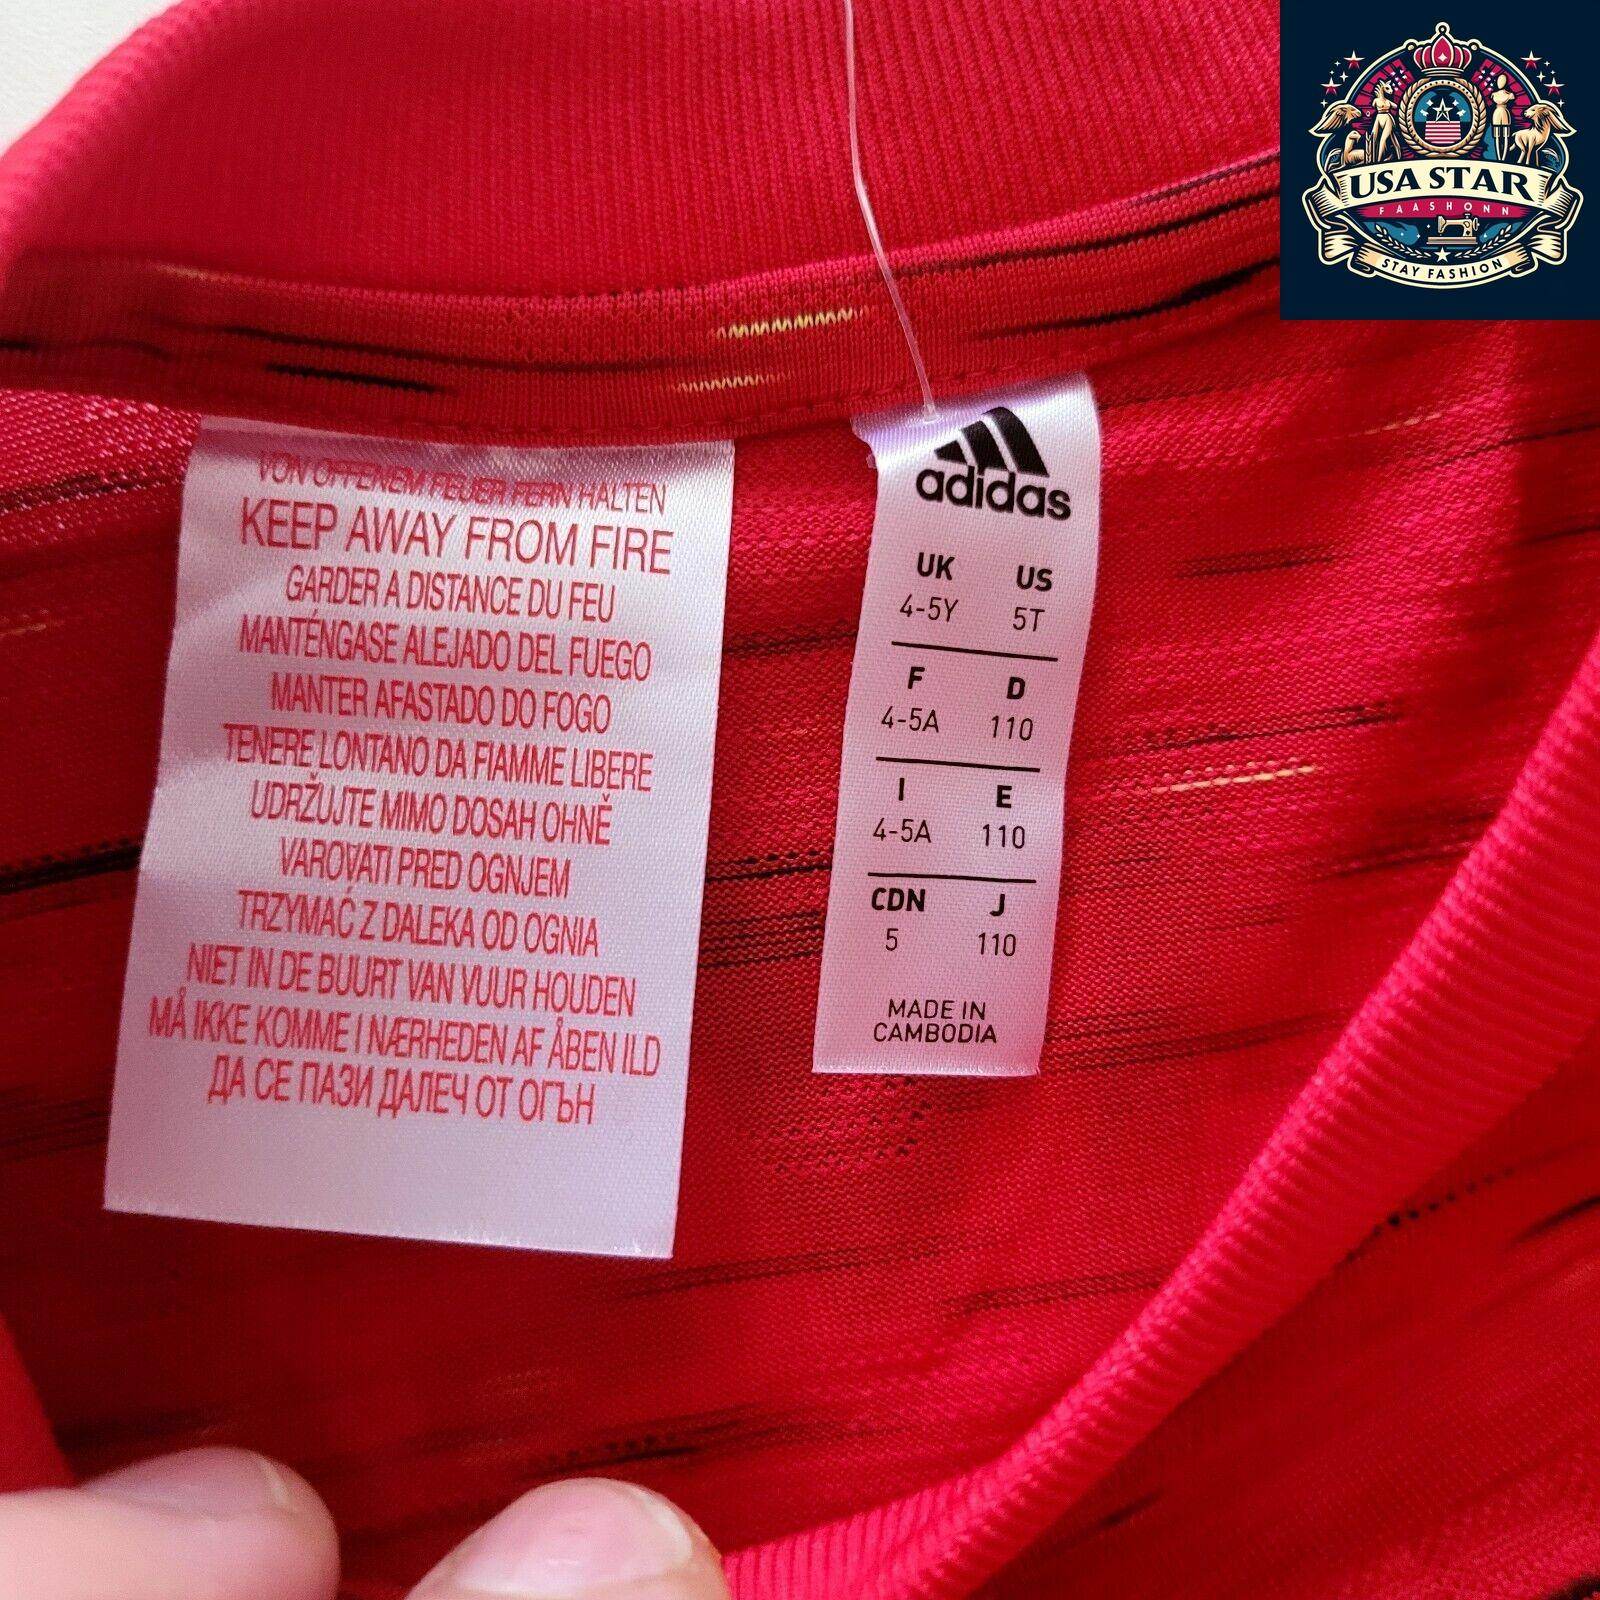 VON OFFENEM FEUER FERN HALTEN
KEEP AWAY FROM FIRE
GARDER A DISTANCE DU FEU
MANTÉNGASE ALEJADO DEL FUEGO
MANTER AFASTADO DO FOGO
TENERE LONTANO DA FIAMME LIBERE
UDRŽUJTE MIMO DOSAH OHNĚ
VAROVATI PRED OGNJEM
TRZYMAĆ Z DALEKA OD OGNIA
NIET IN DE BUURT VAN VUUR HOUDEN
MÅ IKKE KOMME I NÆRHEDEN AF ÅBEN ILD
ДА СЕ ПАЗИ ДАЛЕЧ ОТ ОГЪН
adidas
UK US
4-5Y 5T
F D
4-5A 110
I E
4-5A 110
CDN J
5 110
MADE IN
CAMBODIA
USA STAR
FAASHONN
STAY FASHION